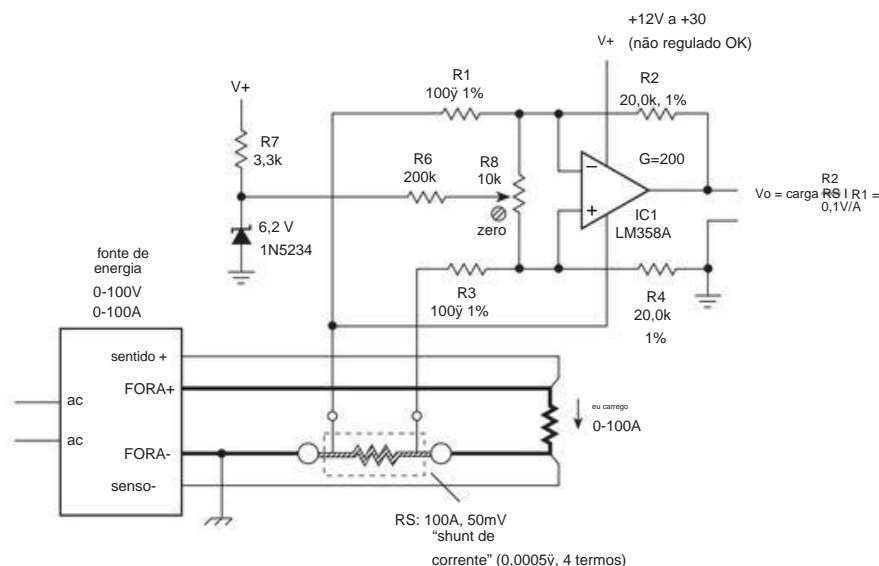 +12V a +30
V+
(não regulado OK)
R1
100ÿ 1%
R2
20,0k, 1%
V+
R7
3,3k
R6
200k
R8
10k
zero
G=200
−
+
IC1
LM358A
R2
Vo = carga RS I R1 =
0,1V/A
6,2 V
1N5234
R3
100ÿ 1%
R4
20,0k
1%
fonte de
energia
0-100V
0-100A
sentido +
FORA+
ac
ac
FORA-
senso-
eu carrego
0-100A
RS: 100A, 50mV
“shunt de
corrente” (0,0005ÿ, 4 termos)